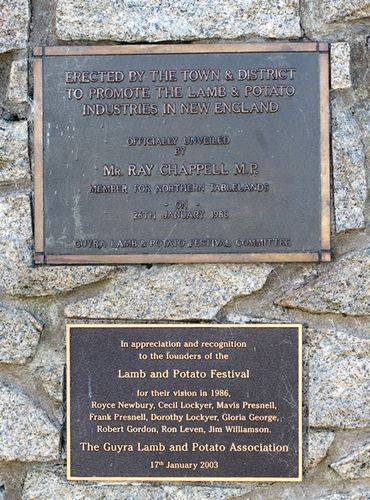 ERECTED BY THE TOWN & DISTRICT
TO PROMOTE THE LAMB & POTATO
INDUSTRIES IN NEW ENGLAND
OFFICIALLY UNVEILED
BY
MR. RAY CHAPPELL M.P.
MEMBER FOR NORTHERN TABLELANDS
- ON -
26TH JANUARY 1988
GUYRA LAMB & POTATO FESTIVAL COMMITTEE
In appreciation and recognition
to the founders of the
Lamb and Potato Festival
for their vision in 1986,
Royce Newbury, Cecil Lockyer, Mavis Presnell,
Frank Presnell, Dorothy Lockyer, Gloria George,
Robert Gordon, Ron Leven, Jim Williamson.
The Guyra Lamb and Potato Association
17th January 2003